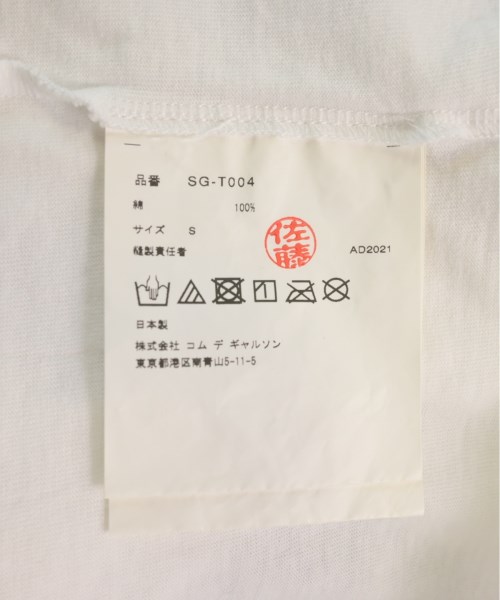 品番 SG-T004
綿 100%
サイズ S
縫製責任者 佐藤 AD2021
日本製
株式会社 コム デ ギャルソン
東京都港区南青山5-11-5